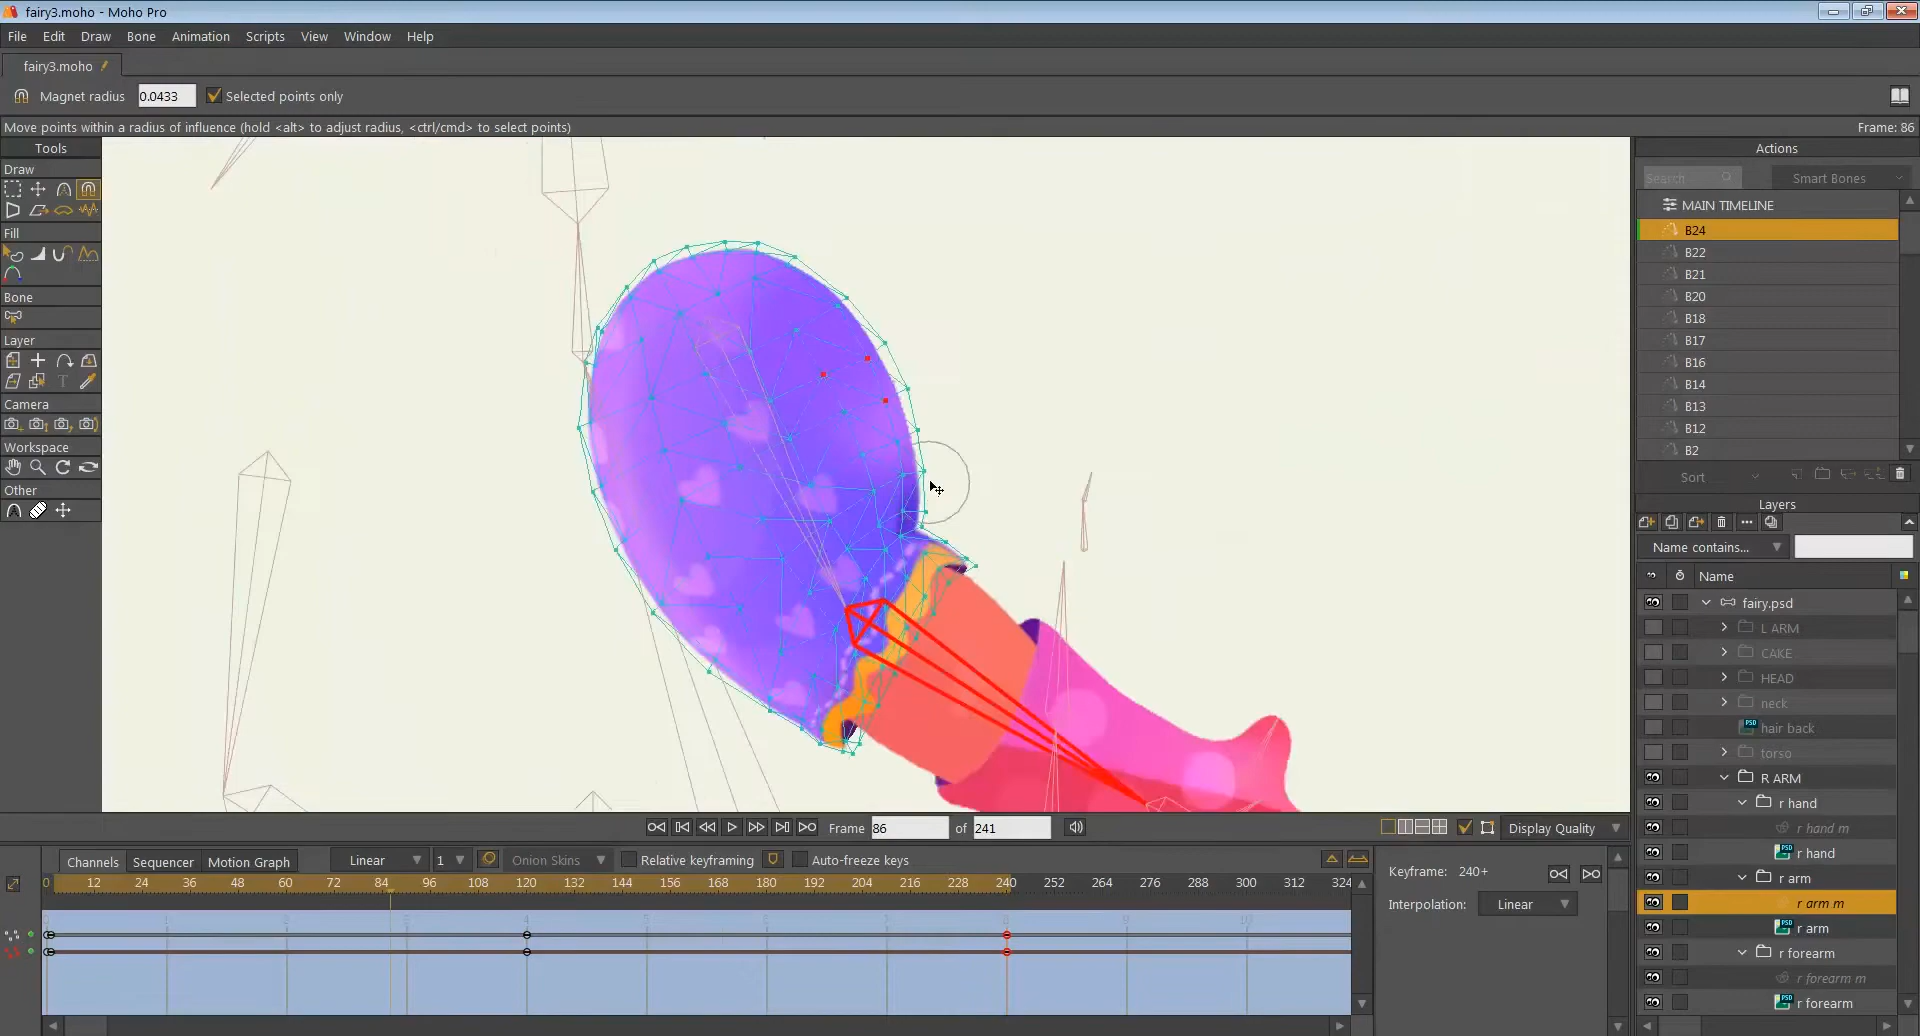 fairy3.moho - Moho Pro
File Edit Draw Bone Animation Scripts View Window Help
fairy3.moho
Magnet radius 0.0433 Selected points only
Move points within a radius of influence (hold <alt> to adjust radius, <ctrl/cmd> to select points) Frame: 86
Tools
Draw
Fill
Bone
Layer
Camera
Workspace
Other
Actions
Search Smart Bones
MAIN TIMELINE
B24
B22
B21
B20
B18
B17
B16
B14
B13
B12
B2
Sort
Layers
Name contains...
Name
fairy.psd
L ARM
CAKE
HEAD
neck
hair back
torso
R ARM
r hand
r hand m
r hand
r arm
r arm m
r arm
r forearm
r forearm m
r forearm
Frame 86 of 241 Display Quality
Channels Sequencer Motion Graph Linear 1 Onion Skins Relative keyframing Auto-freeze keys
0 12 24 36 48 60 72 84 96 108 120 132 144 156 168 180 192 204 216 228 240 252 264 276 288 300 312 324
Keyframe: 240+
Interpolation: Linear